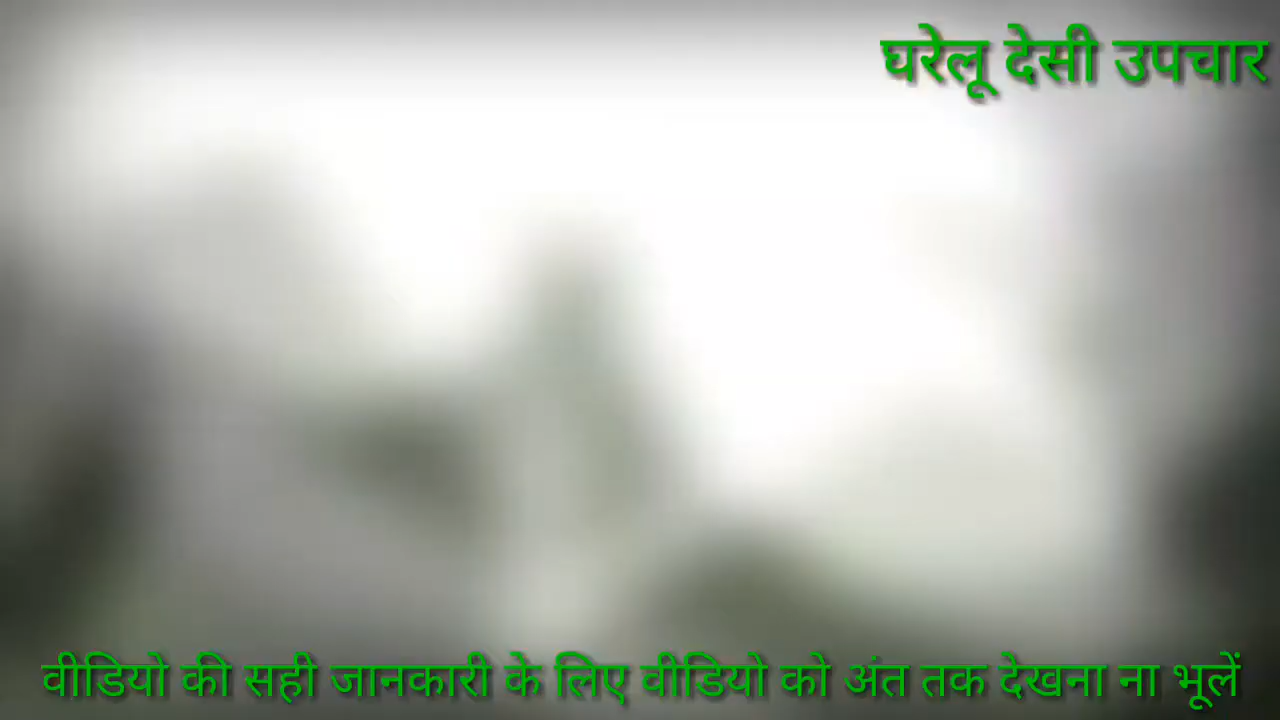 घरेलू देसी उपचार
वीडियो की सही जानकारी के लिए वीडियो को अंत तक देखना ना भूलें